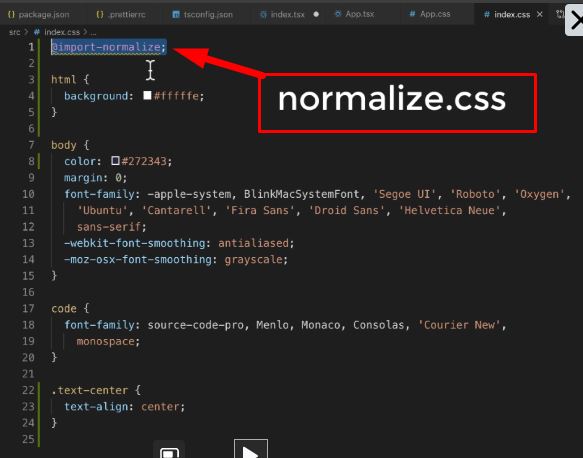 package.json .prettierrc tsconfig.json index.tsx App.tsx App.css index.css
src > index.css > ...
1 @import-normalize;
2
3 html {
4 background: #fffffe;
5 }
6
7 body {
8 color: #272343;
9 margin: 0;
10 font-family: -apple-system, BlinkMacSystemFont, 'Segoe UI', 'Roboto', 'Oxygen',
11 'Ubuntu', 'Cantarell', 'Fira Sans', 'Droid Sans', 'Helvetica Neue',
12 sans-serif;
13 -webkit-font-smoothing: antialiased;
14 -moz-osx-font-smoothing: grayscale;
15 }
16
17 code {
18 font-family: source-code-pro, Menlo, Monaco, Consolas, 'Courier New',
19 monospace;
20 }
21
22 .text-center {
23 text-align: center;
24 }
25
normalize.css